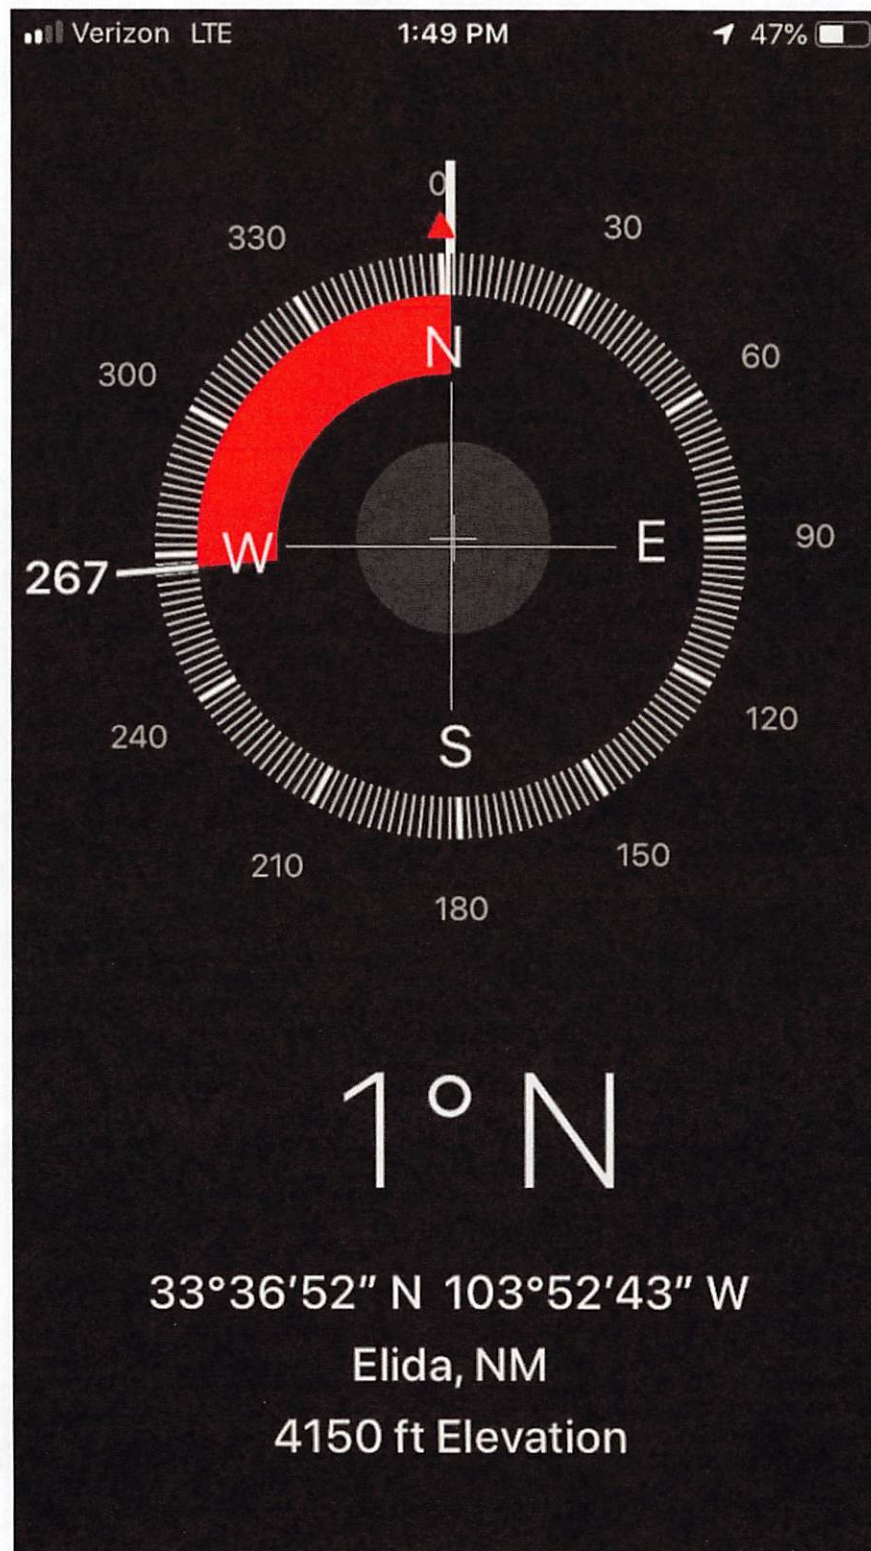 Verizon LTE 1:49 PM 47%
0
330 30
N
300 60
W E 90
267
240 120
S
210 150
180
1° N
33°36′52″ N 103°52′43″ W
Elida, NM
4150 ft Elevation